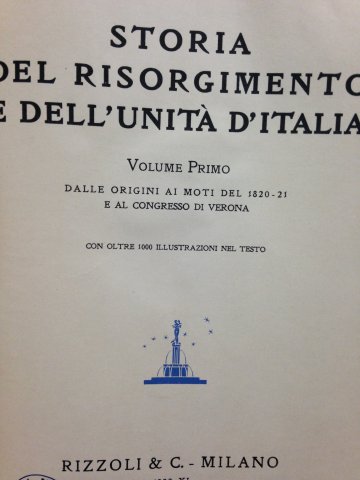 STORIA
DEL RISORGIMENTO
E DELL'UNITÀ D'ITALIA
VOLUME PRIMO
DALLE ORIGINI AI MOTI DEL 1820-21
E AL CONGRESSO DI VERONA
CON OLTRE 1000 ILLUSTRAZIONI NEL TESTO
RIZZOLI & C. - MILANO